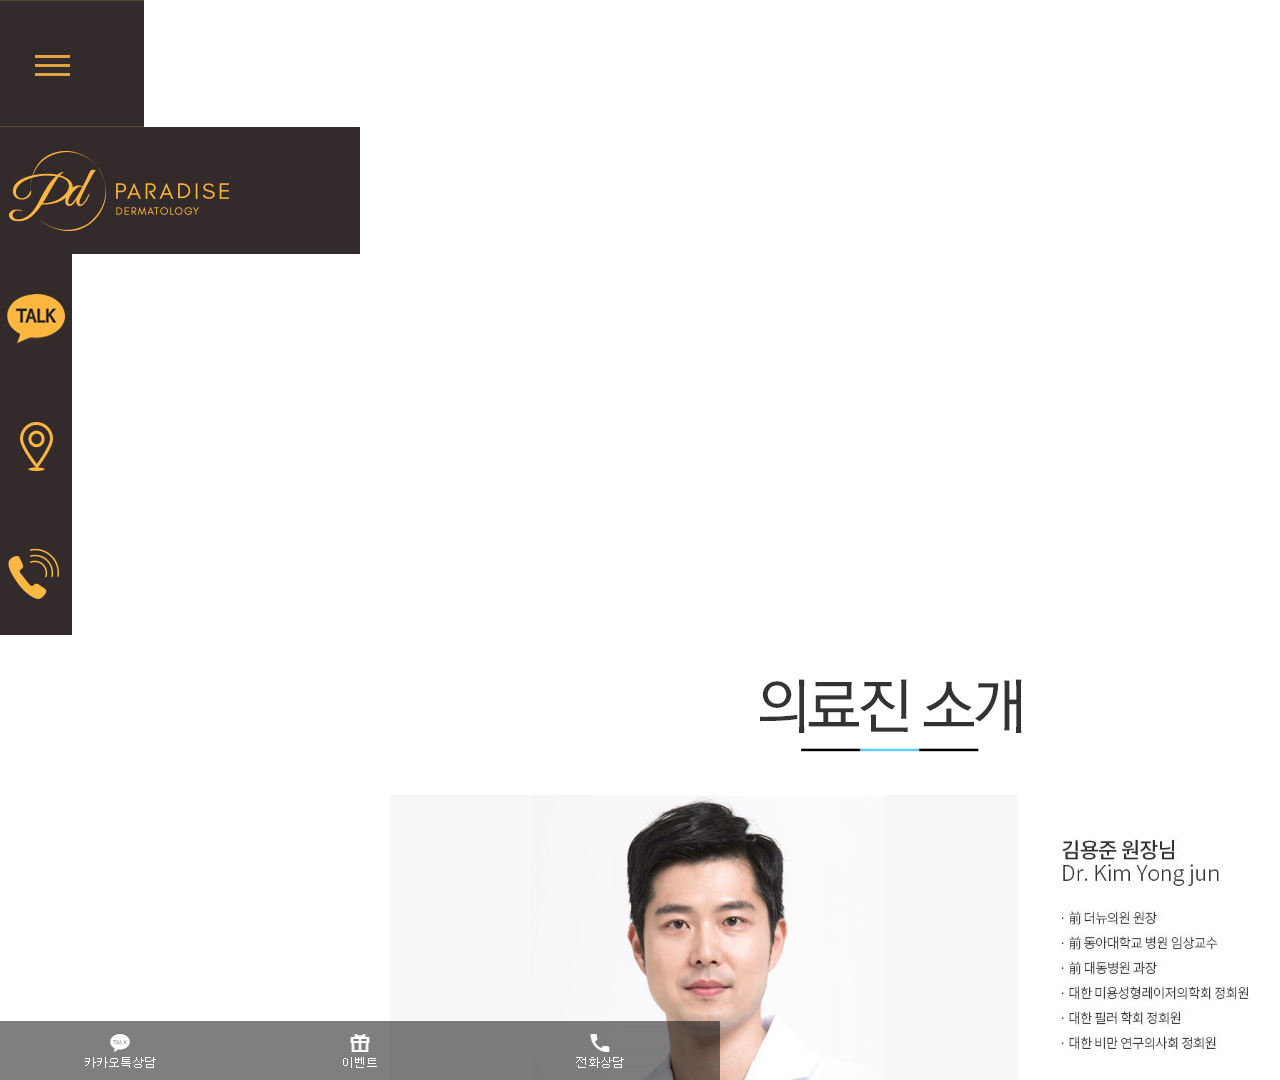 Pd PARADISE
DERMATOLOGY
TALK
의료진 소개
김용준 원장님
Dr. Kim Yong jun
· 前 더뉴의원 원장
· 前 동아대학교 병원 임상교수
· 前 대동병원 과장
· 대한 미용성형레이저의학회 정회원
· 대한 필러 학회 정회원
· 대한 비만 연구의사회 정회원
TALK
카카오톡상담
이벤트
전화상담